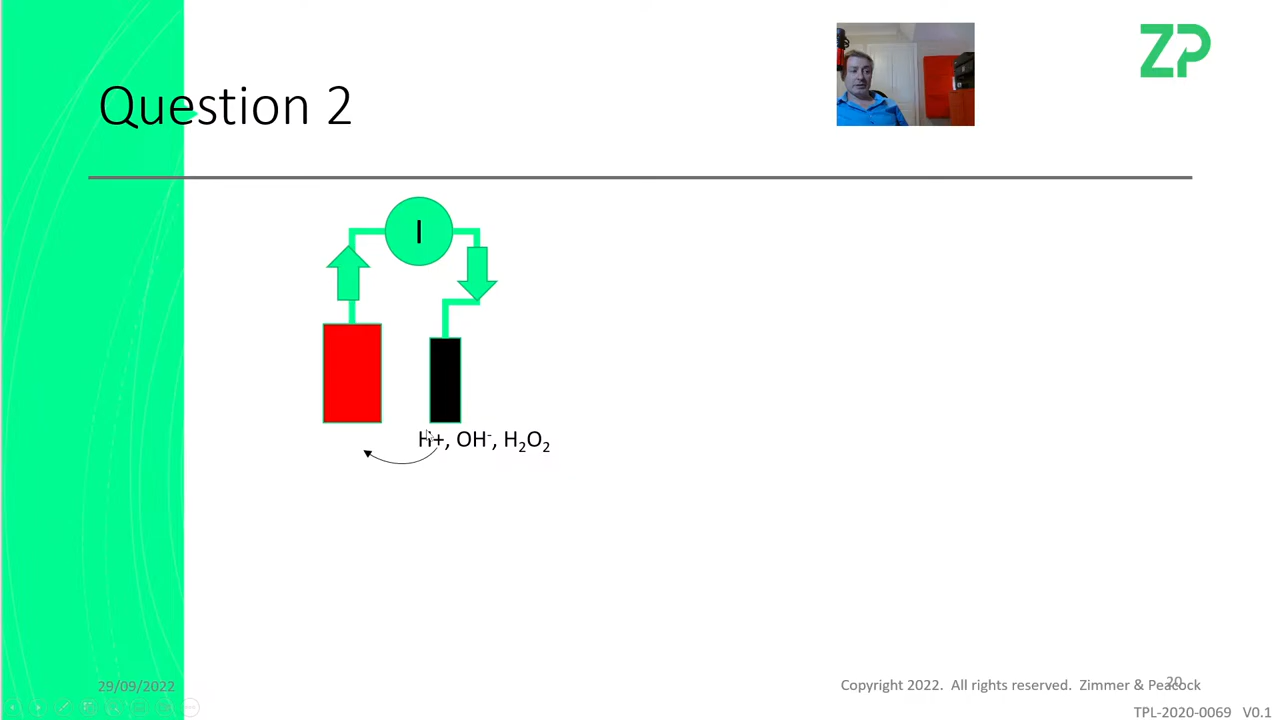 ZP
Question 2
I
H+, OH⁻, H₂O₂
29/09/2022
Copyright 2022. All rights reserved. Zimmer & Peacock
20
TPL-2020-0069 V0.1